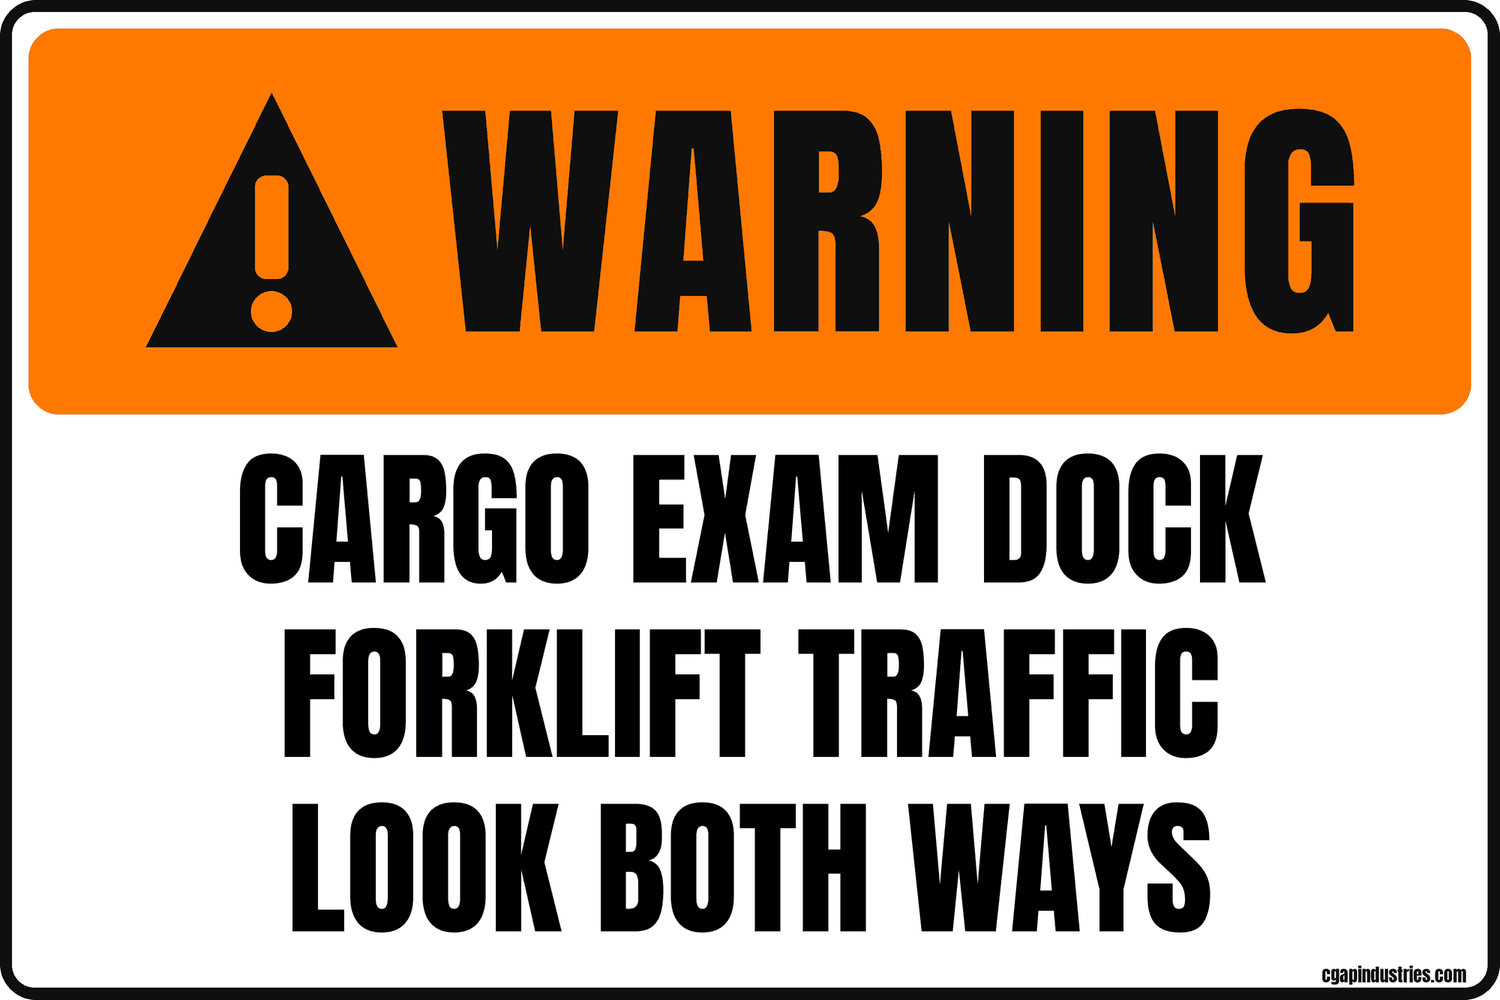 WARNING
CARGO EXAM DOCK
FORKLIFT TRAFFIC
LOOK BOTH WAYS
cgapindustries.com